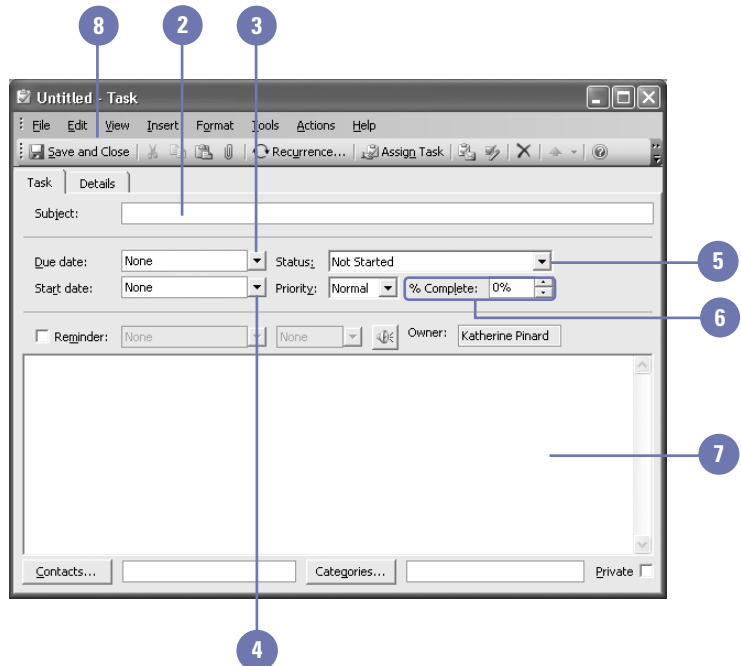 8 2 3
Untitled - Task
File Edit View Insert Format Tools Actions Help
Save and Close Recurrence... Assign Task
Task Details
Subject:
Due date: None Status: Not Started 5
Start date: None Priority: Normal % Complete: 0%
6
Reminder: None None Owner: Katherine Pinard
7
Contacts... Categories... Private
4